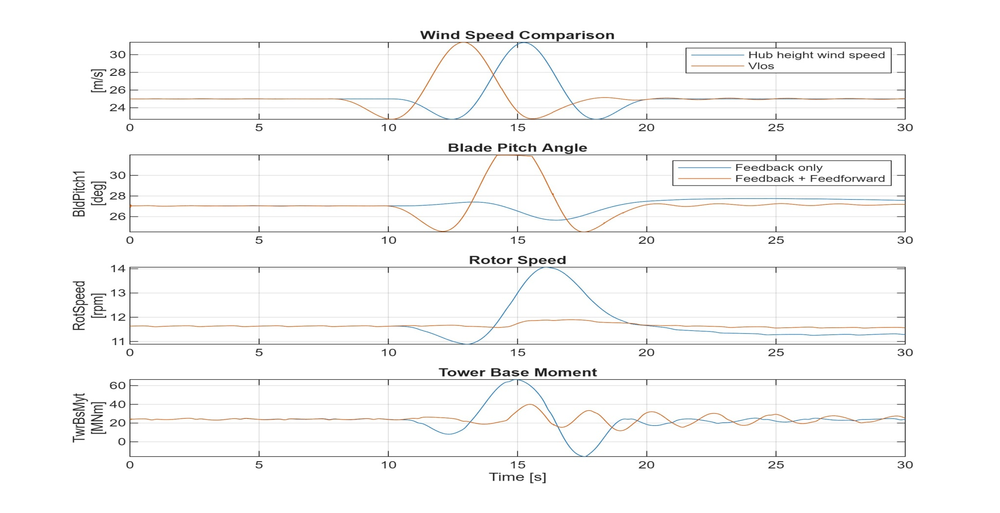 Wind Speed Comparison
30
28
26
24
[m/s]
Hub height wind speed
Vlos
0 5 10 15 20 25 30
Blade Pitch Angle
30
28
26
BldPitch1
[deg]
Feedback only
Feedback + Feedforward
0 5 10 15 20 25 30
Rotor Speed
14
13
12
11
RotSpeed
[rpm]
0 5 10 15 20 25 30
Tower Base Moment
60
40
20
0
TwrBsMyt
[MNm]
0 5 10 15 20 25 30
Time [s]